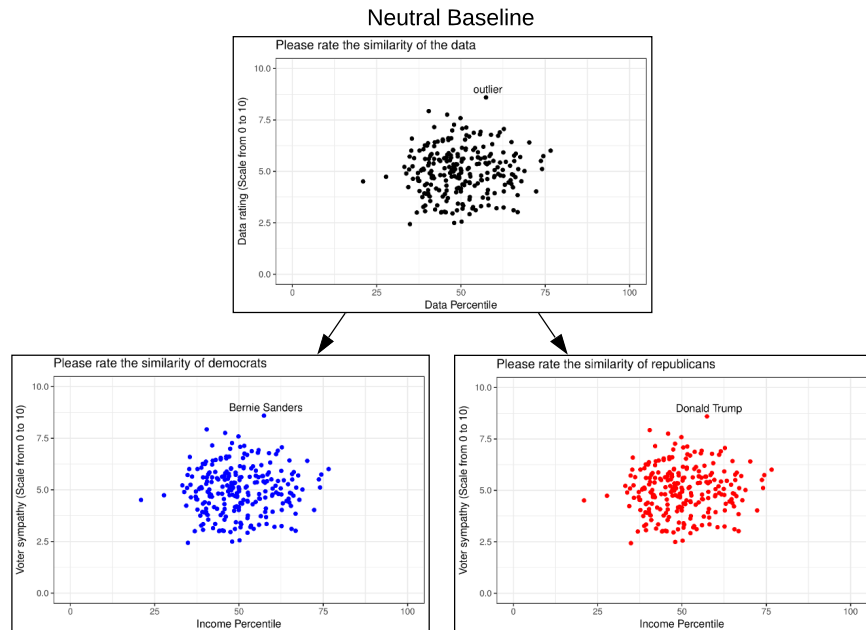 Neutral Baseline
Please rate the similarity of the data
outlier
10.0
7.5
5.0
2.5
0.0
Data rating (Scale from 0 to 10)
0 25 50 75 100
Data Percentile
Please rate the similarity of democrats
Bernie Sanders
10.0
7.5
5.0
2.5
0.0
Voter sympathy (Scale from 0 to 10)
0 25 50 75 100
Income Percentile
Please rate the similarity of republicans
Donald Trump
10.0
7.5
5.0
2.5
0.0
Voter sympathy (Scale from 0 to 10)
0 25 50 75 100
Income Percentile